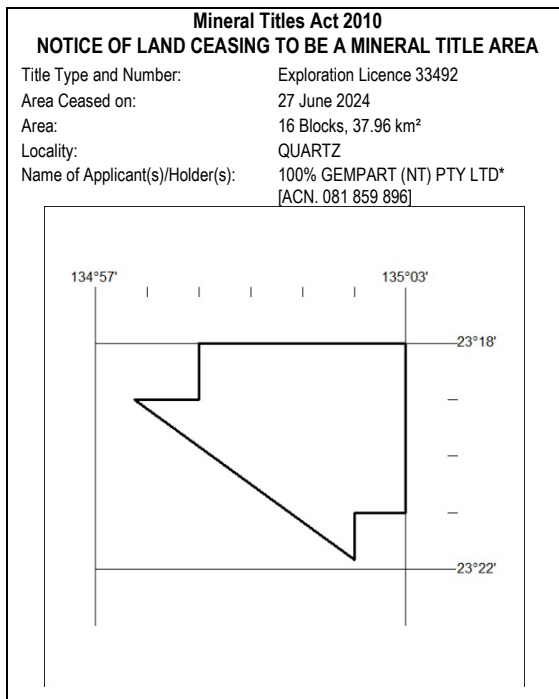 Mineral Titles Act 2010
NOTICE OF LAND CEASING TO BE A MINERAL TITLE AREA
Title Type and Number: Exploration Licence 33492
Area Ceased on: 27 June 2024
Area: 16 Blocks, 37.96 km²
Locality: QUARTZ
Name of Applicant(s)/Holder(s): 100% GEMPART (NT) PTY LTD*
[ACN. 081 859 896]
134°57' 135°03'
23°18'
23°22'